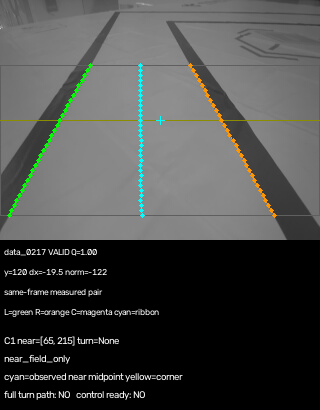 data_0217 VALID Q=1.00
y=120 dx=-19.5 norm=-122
same-frame measured pair
L=green R=orange C=magenta cyan=ribbon
C1 near=[65, 215] turn=None
near_field_only
cyan=observed near midpoint yellow=corner
full turn path: NO control ready: NO